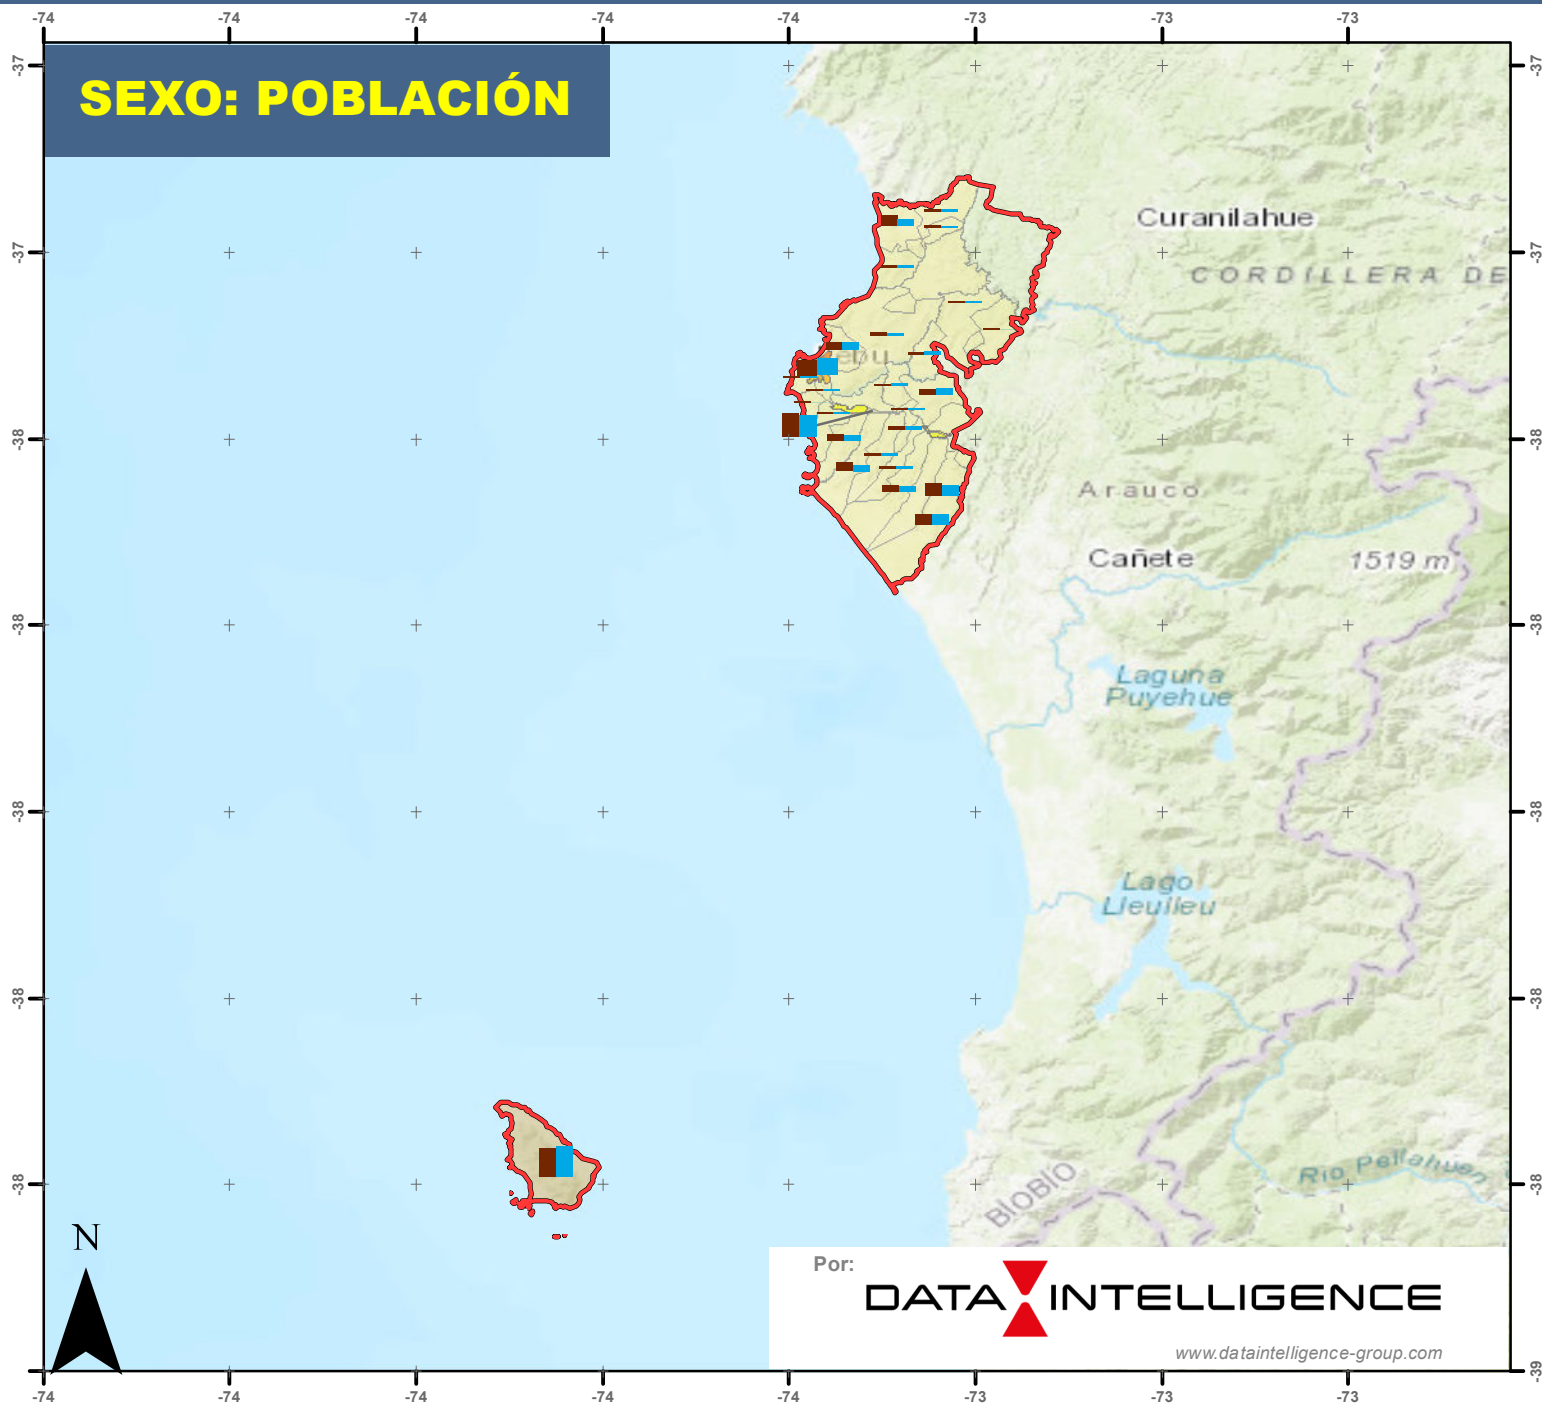 -74 -74 -74 -74 -74 -73 -73 -73
SEXO: POBLACIÓN
-37 -37
Curanilahue
-37 -37
CORDILLERA DE
-38 -38
Arauco
Cañete
1519 m
-38 -38
Laguna
Puyehue
-38 -38
Lago
Lleulleu
-38 -38
BIOBÍO
Rio Pellahuen
-38 -38
N
Por:
DATA INTELLIGENCE
www.dataintelligence-group.com
-39
-74 -74 -74 -74 -74 -73 -73 -73